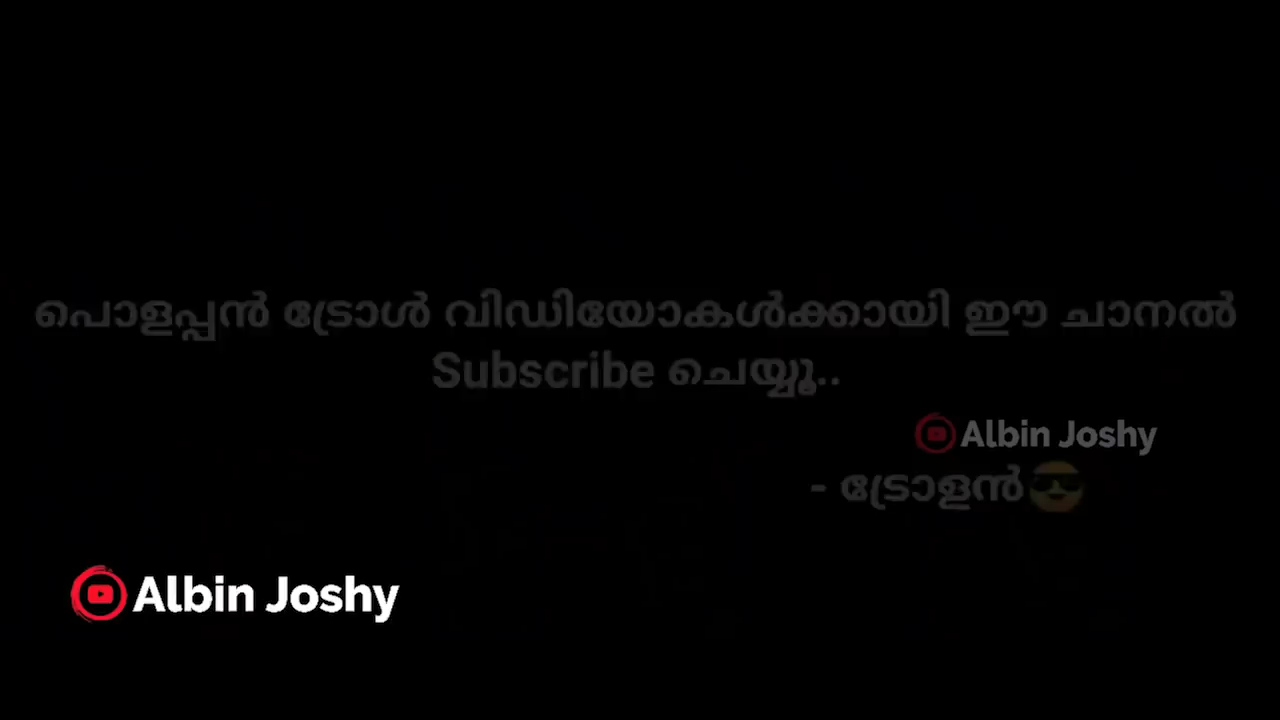 പൊളപ്പൻ ട്രോൾ വിഡിയോകൾക്കായി ഈ ചാനൽ
Subscribe ചെയ്യൂ..
Albin Joshy
- ട്രോളൻ😎
Albin Joshy